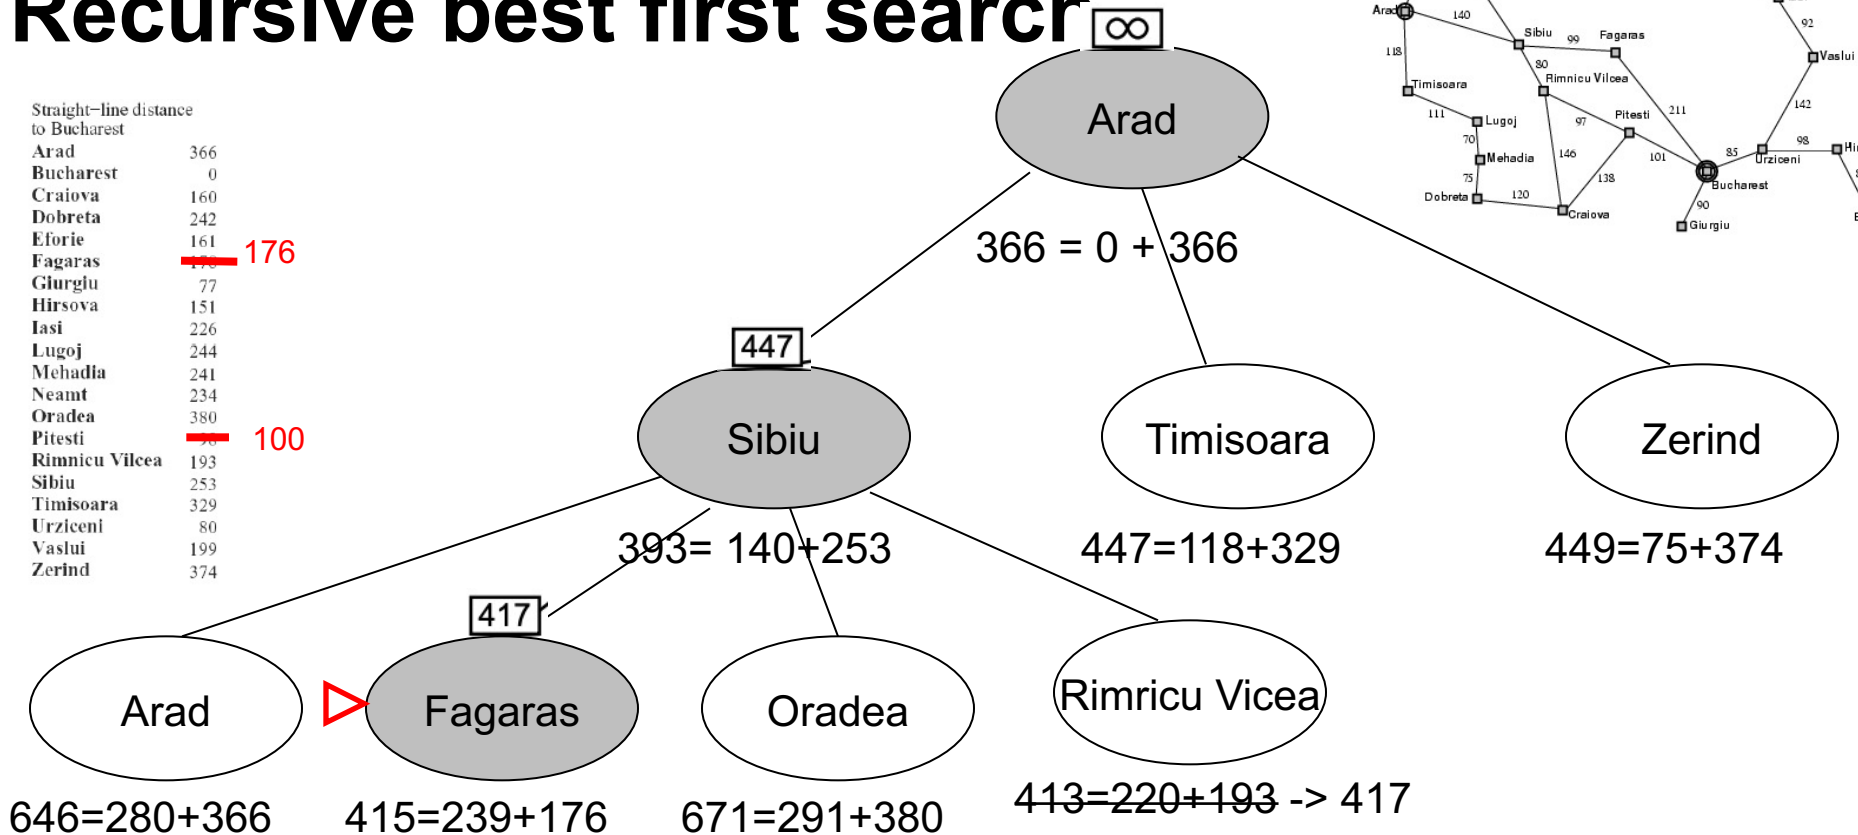 Recursive best first search
∞
Arad
366 = 0 + 366
447
Sibiu
Timisoara
Zerind
393= 140+253
447=118+329
449=75+374
417
Arad
Fagaras
Oradea
Rimricu Vicea
646=280+366
415=239+176
671=291+380
413=220+193 -> 417
Straight-line distance
to Bucharest
Arad 366
Bucharest 0
Craiova 160
Dobreta 242
Eforie 161
Fagaras 176
Giurgiu 77
Hirsova 151
Iasi 226
Lugoj 244
Mehadia 241
Neamt 234
Oradea 380
Pitesti 100
Rimnicu Vilcea 193
Sibiu 253
Timisoara 329
Urziceni 80
Vaslui 199
Zerind 374
Arad
140
92
Sibiu
99
Fagaras
118
80
Vaslui
Timisoara
Rimnicu Vilcea
111
Lugoj
97
Pitesti
211
142
70
Mehadia
146
101
85
98
Urziceni
75
138
Bucharest
Dobreta
120
Craiova
90
Giurgiu